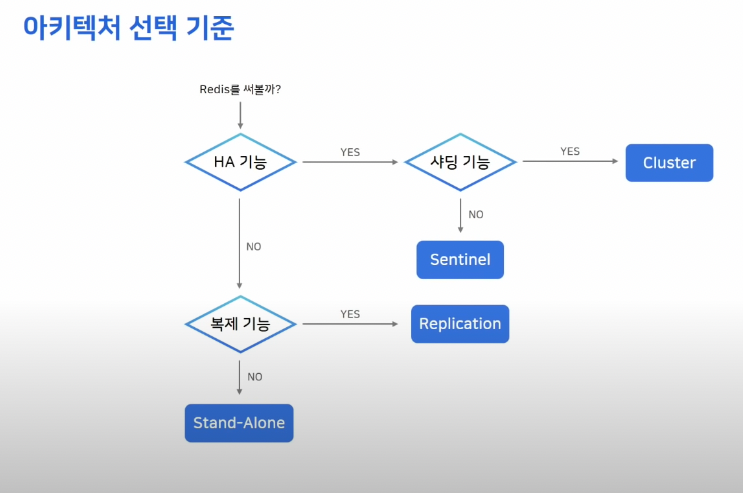 아키텍처 선택 기준
Redis를 써볼까?
HA 기능
YES
샤딩 기능
YES
Cluster
NO
Sentinel
NO
복제 기능
YES
Replication
NO
Stand-Alone